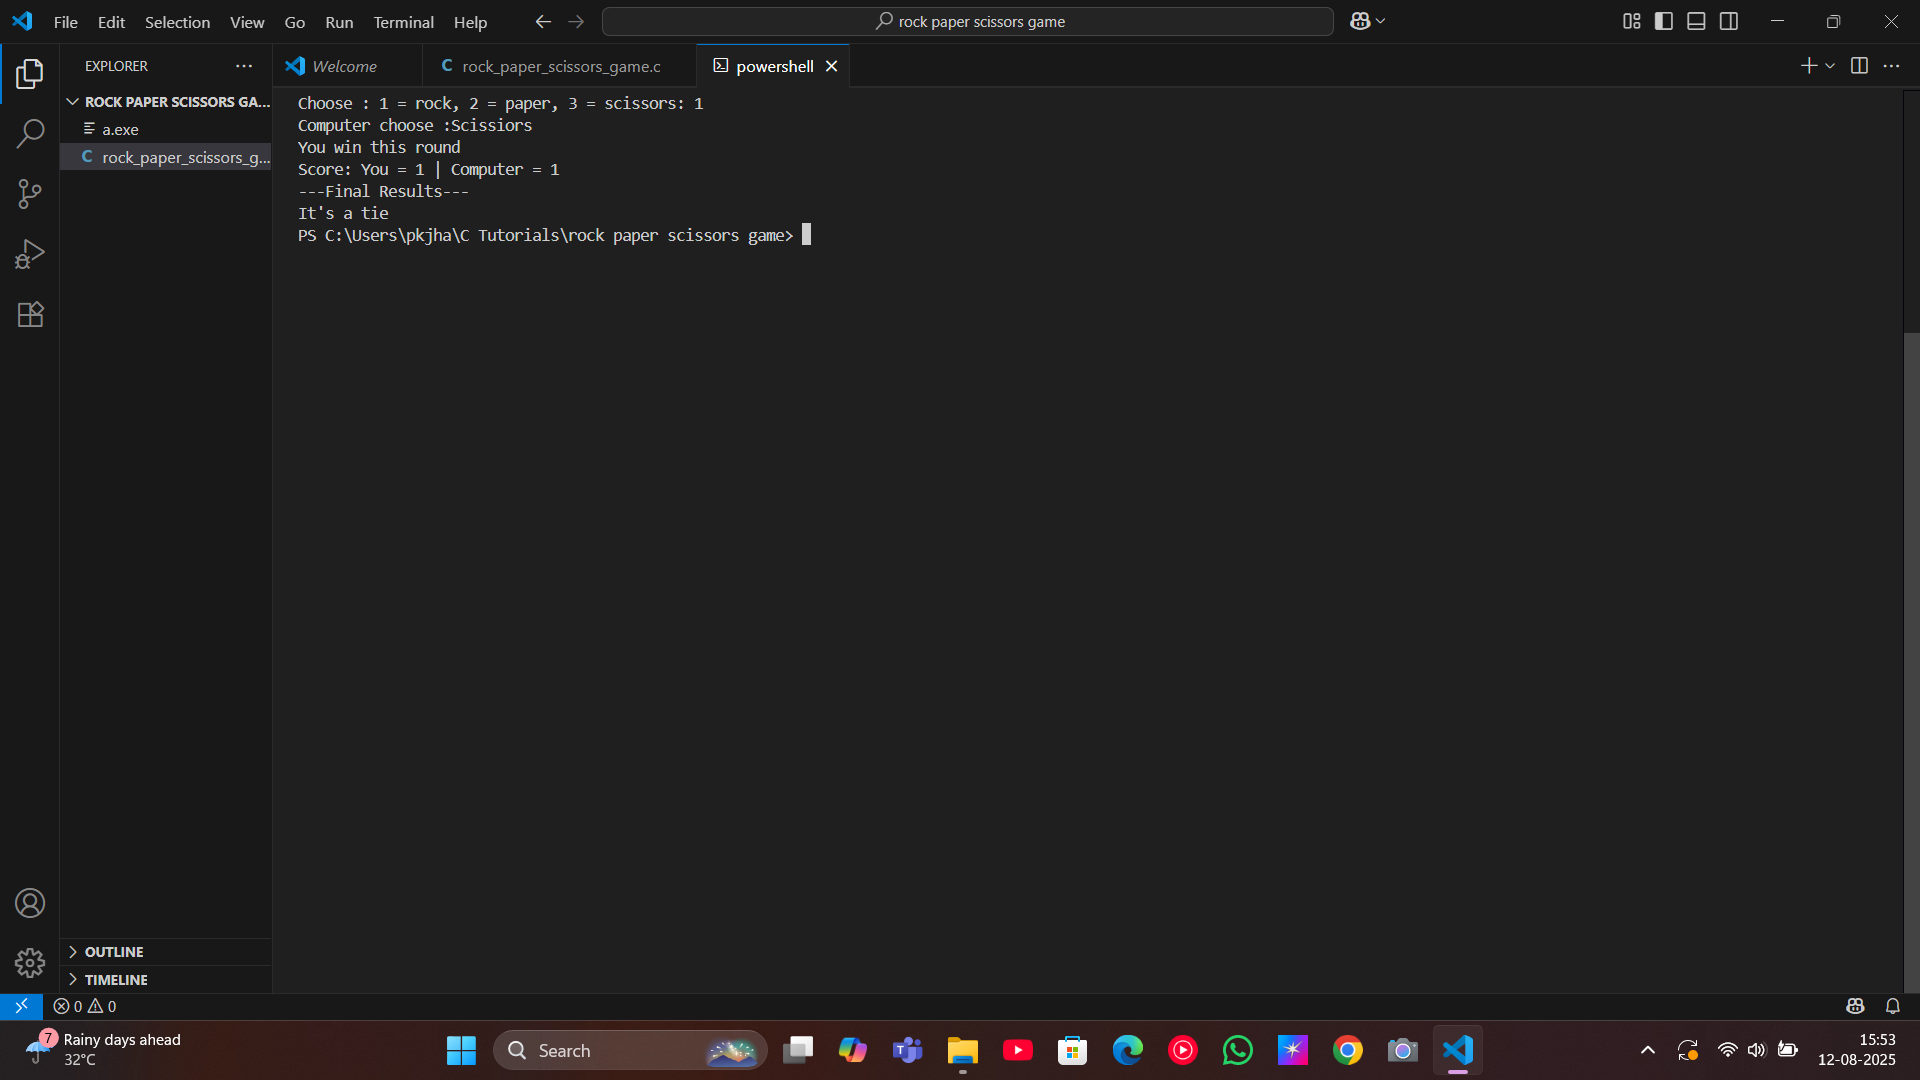 File Edit Selection View Go Run Terminal Help
rock paper scissors game
EXPLORER
Welcome
C rock_paper_scissors_game.c
powershell
ROCK PAPER SCISSORS GA...
a.exe
C rock_paper_scissors_g...
Choose : 1 = rock, 2 = paper, 3 = scissors: 1
Computer choose :Scissiors
You win this round
Score: You = 1 | Computer = 1
---Final Results---
It's a tie
PS C:\Users\pkjha\C Tutorials\rock paper scissors game>
OUTLINE
TIMELINE
0 0
7
Rainy days ahead
32°C
Search
T
15:53
12-08-2025